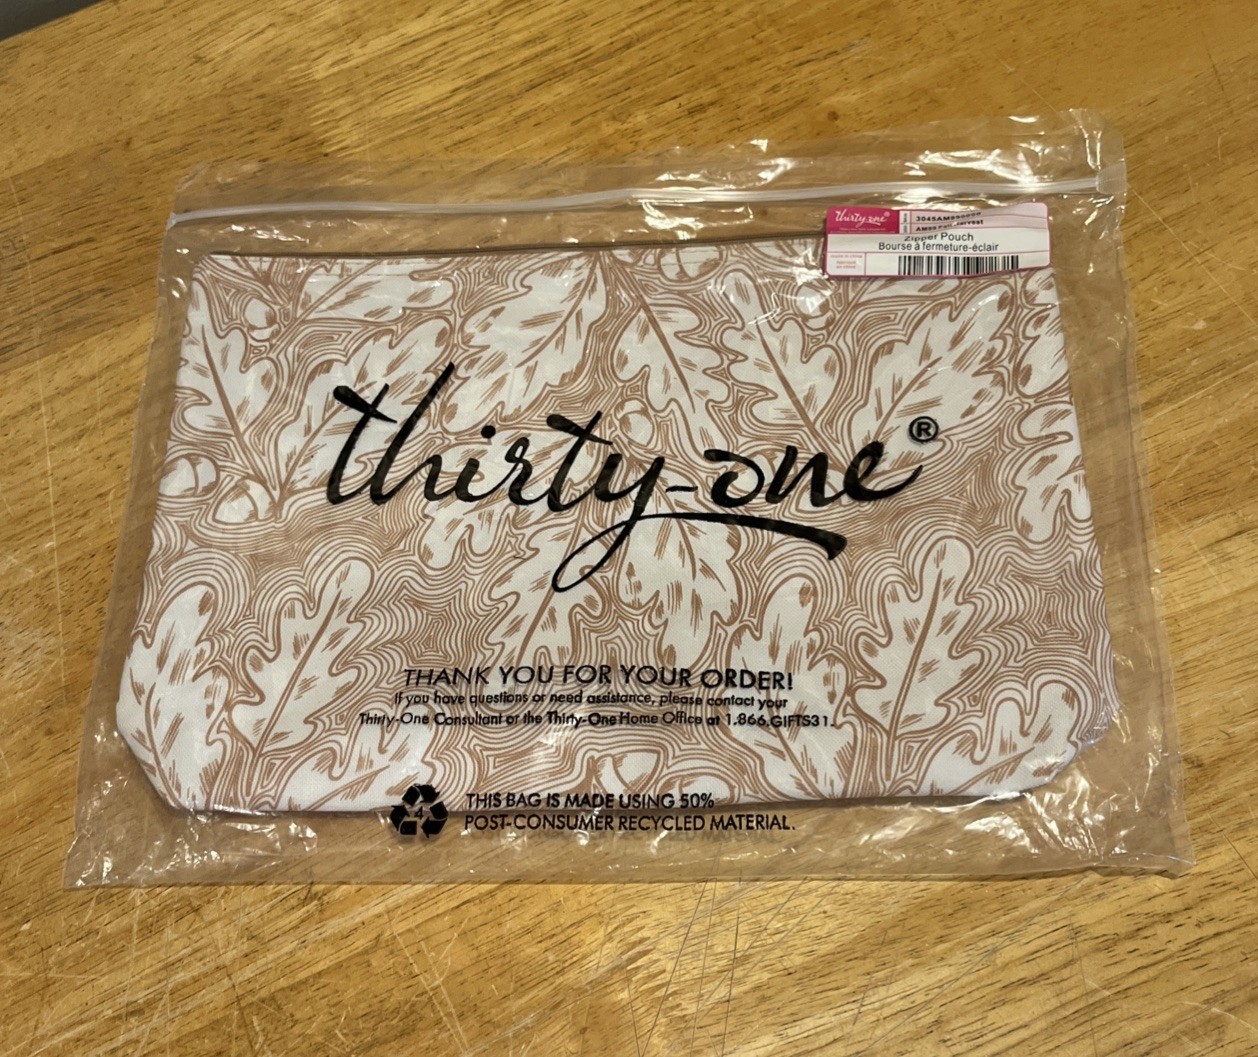 thirty-one®
Zipper Pouch
Bourse à fermeture-éclair
thirty-one®
THANK YOU FOR YOUR ORDER!
If you have questions or need assistance, please contact your
Thirty-One Consultant or the Thirty-One Home Office at 1.866.GIFTS31.
4
THIS BAG IS MADE USING 50%
POST-CONSUMER RECYCLED MATERIAL.